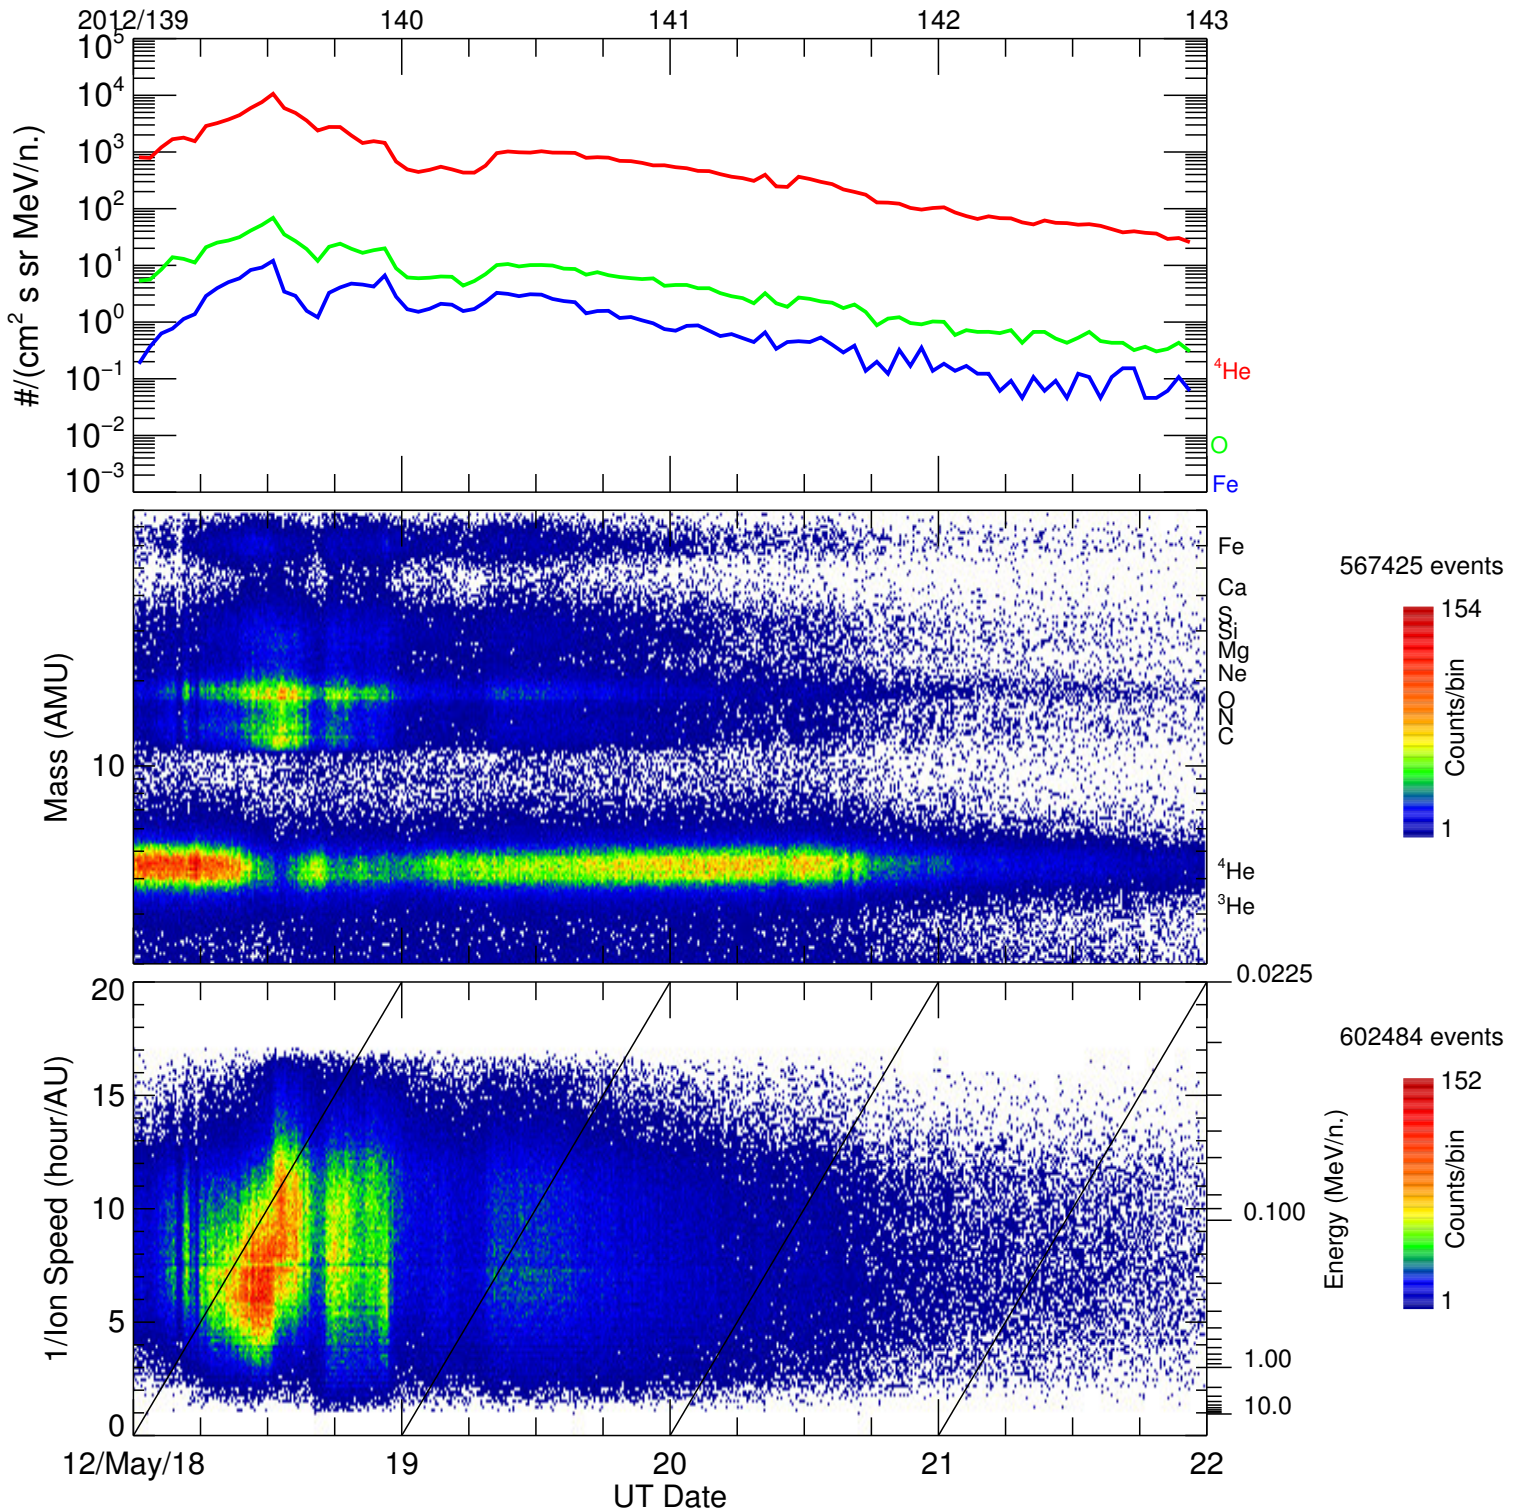 2012/139 140 141 142 143
10^5
10^4
10^3
10^2
10^1
10^0
10^−1
10^−2
10^−3
#/(cm^2 s sr MeV/n.)
^4He
O
Fe
Mass (AMU)
10
Fe
Ca
S
Si
Mg
Ne
O
N
C
^4He
^3He
567425 events
154
Counts/bin
1
20
15
10
5
0
1/Ion Speed (hour/AU)
0.0225
0.100
1.00
10.0
Energy (MeV/n.)
602484 events
152
Counts/bin
1
12/May/18 19 20 21 22
UT Date